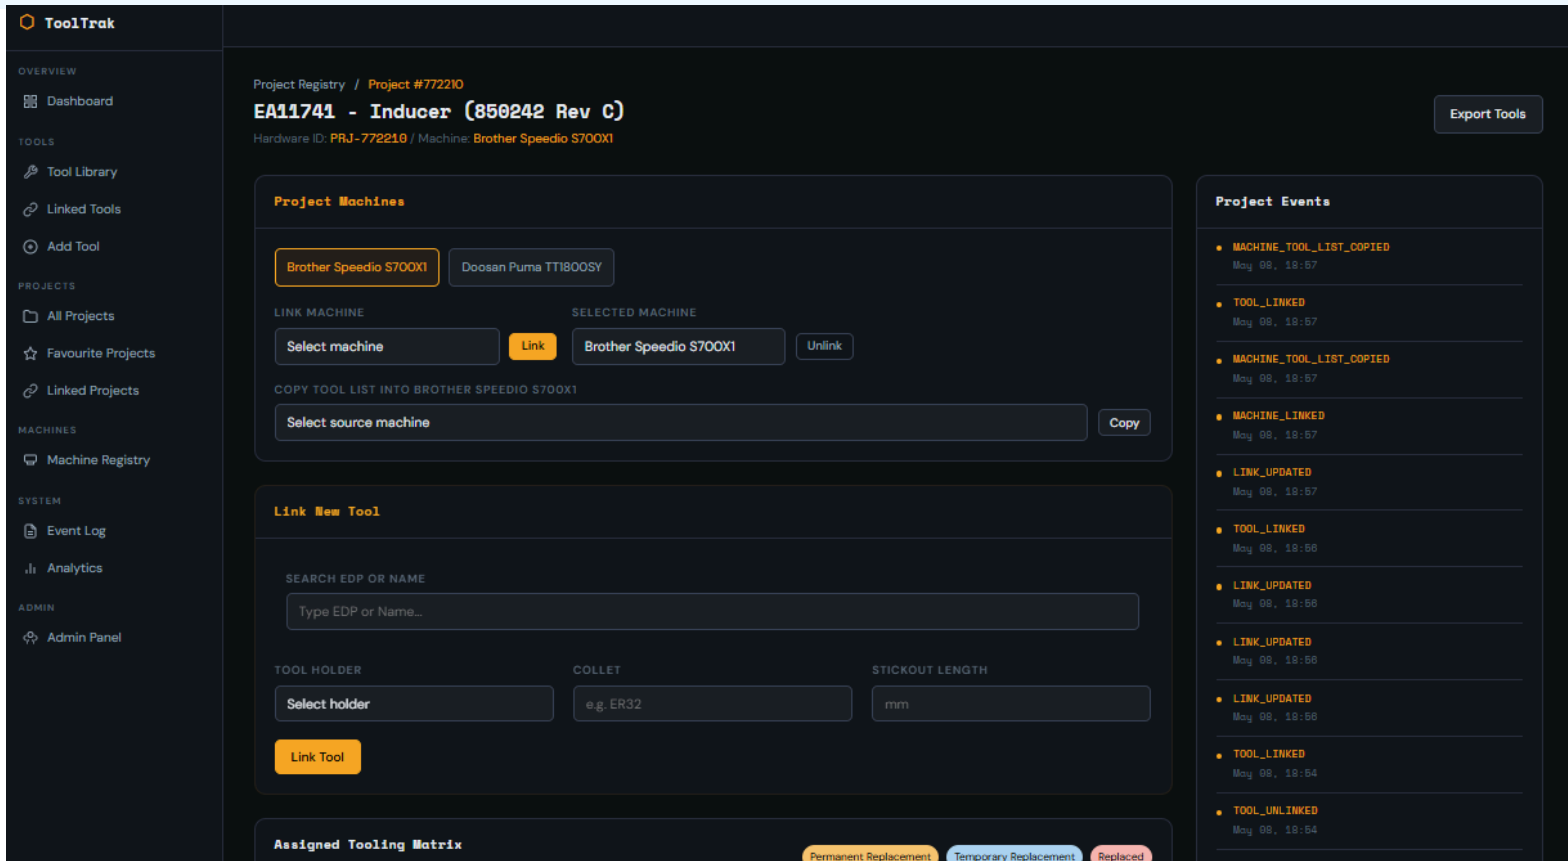 ToolTrak
OVERVIEW
Dashboard
TOOLS
Tool Library
Linked Tools
Add Tool
PROJECTS
All Projects
Favourite Projects
Linked Projects
MACHINES
Machine Registry
SYSTEM
Event Log
Analytics
ADMIN
Admin Panel
Project Registry / Project #772210
EA11741 - Inducer (850242 Rev C)
Hardware ID: PRJ-772210 / Machine: Brother Speedio S700X1
Export Tools
Project Machines
Brother Speedio S700X1 Doosan Puma TT1800SY
LINK MACHINE SELECTED MACHINE
Select machine Link Brother Speedio S700X1 Unlink
COPY TOOL LIST INTO BROTHER SPEEDIO S700X1
Select source machine Copy
Link New Tool
SEARCH EDP OR NAME
Type EDP or Name...
TOOL HOLDER COLLET STICKOUT LENGTH
Select holder e.g. ER32 mm
Link Tool
Assigned Tooling Matrix
Permanent Replacement Temporary Replacement Replaced
Project Events
MACHINE_TOOL_LIST_COPIED
May 08, 18:57
TOOL_LINKED
May 08, 18:57
MACHINE_TOOL_LIST_COPIED
May 08, 18:57
MACHINE_LINKED
May 08, 18:57
LINK_UPDATED
May 08, 18:57
TOOL_LINKED
May 08, 18:56
LINK_UPDATED
May 08, 18:56
LINK_UPDATED
May 08, 18:56
LINK_UPDATED
May 08, 18:56
TOOL_LINKED
May 08, 18:54
TOOL_UNLINKED
May 08, 18:54